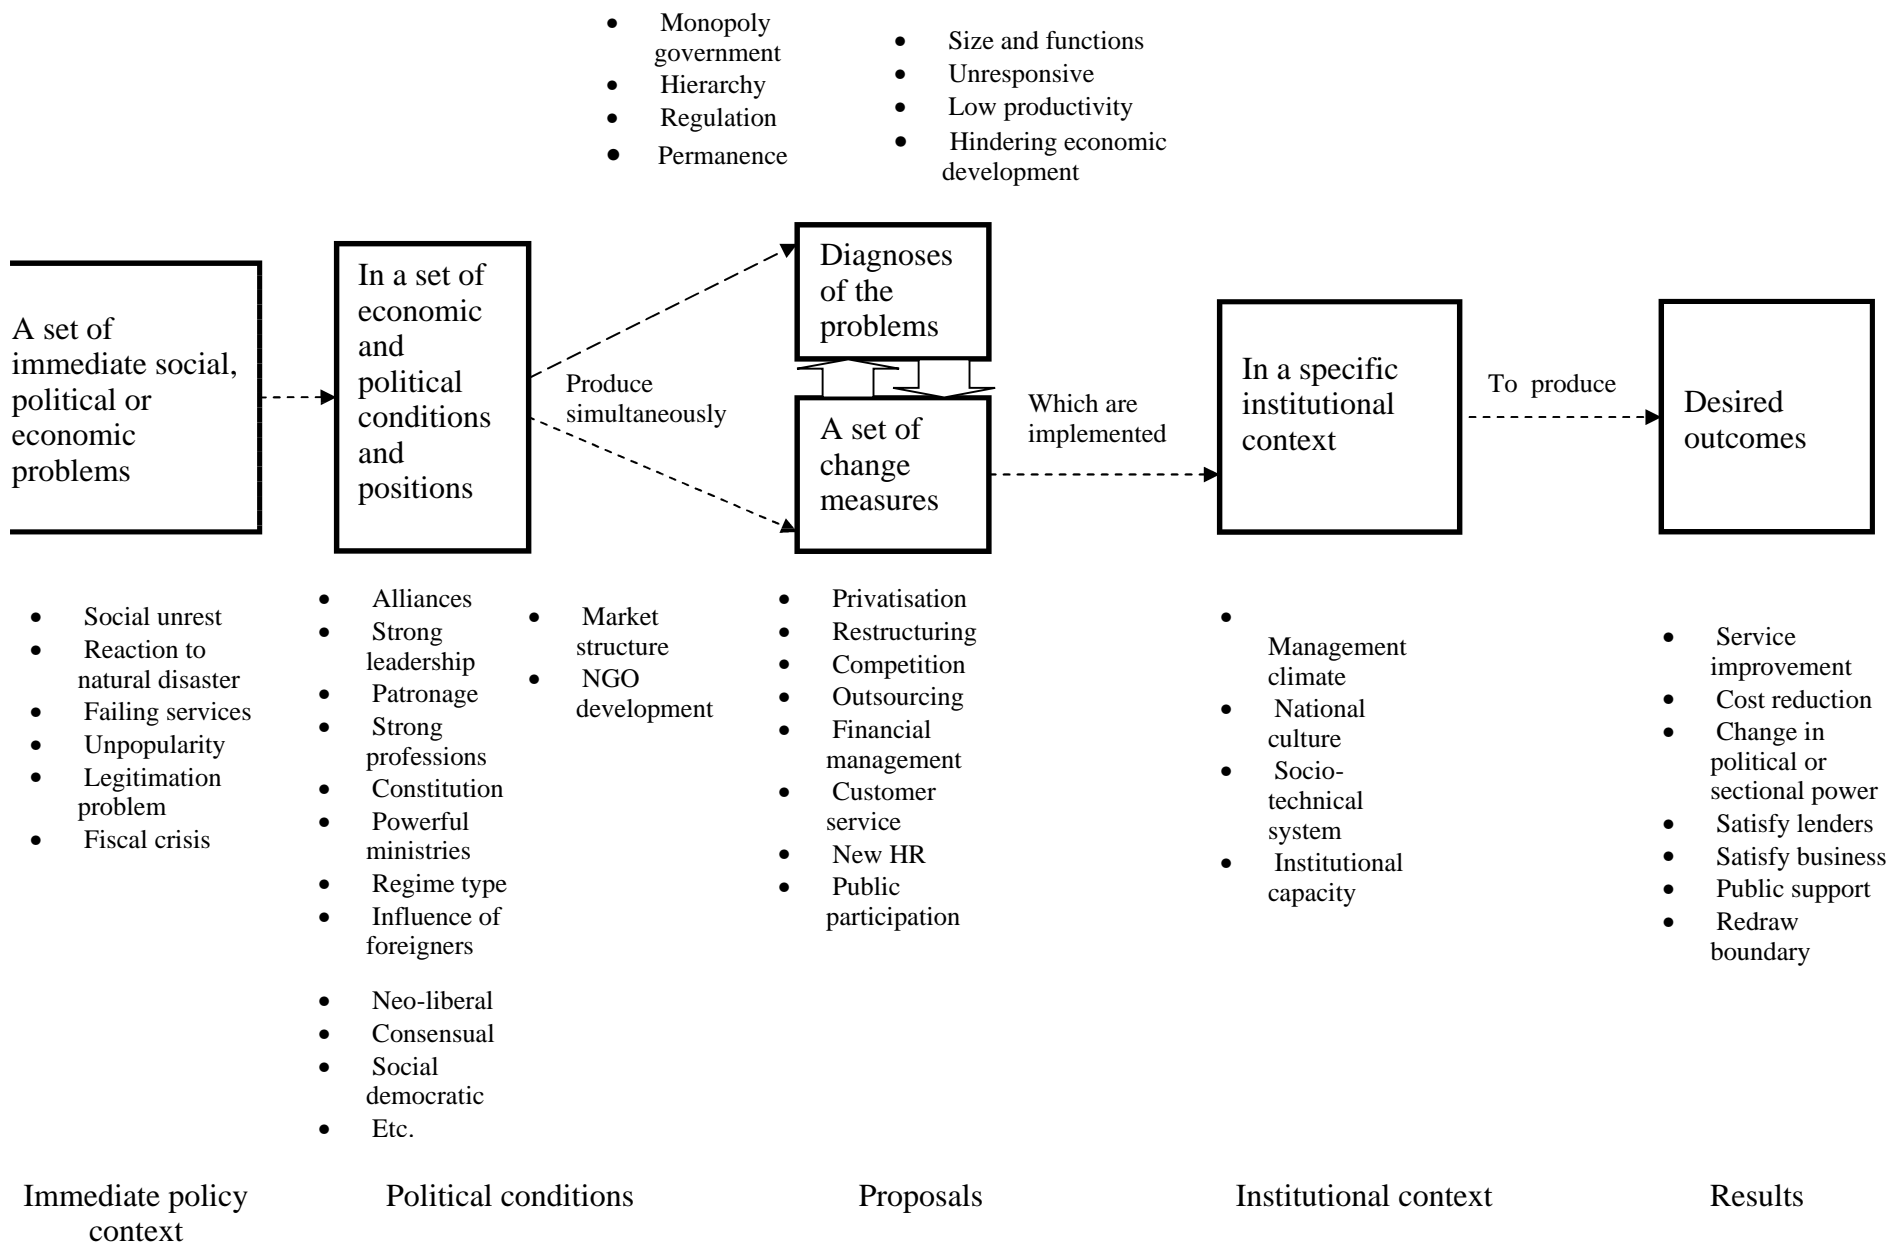 • Monopoly
government
• Hierarchy
• Regulation
• Permanence
• Size and functions
• Unresponsive
• Low productivity
• Hindering economic
development
A set of
immediate social,
political or
economic
problems
In a set of
economic
and
political
conditions
and
positions
Produce
simultaneously
Diagnoses
of the
problems
A set of
change
measures
Which are
implemented
In a specific
institutional
context
To produce
Desired
outcomes
• Social unrest
• Reaction to
natural disaster
• Failing services
• Unpopularity
• Legitimation
problem
• Fiscal crisis
• Alliances
• Strong
leadership
• Patronage
• Strong
professions
• Constitution
• Powerful
ministries
• Regime type
• Influence of
foreigners
• Neo-liberal
• Consensual
• Social
democratic
• Etc.
• Market
structure
• NGO
development
• Privatisation
• Restructuring
• Competition
• Outsourcing
• Financial
management
• Customer
service
• New HR
• Public
participation
•
Management
climate
• National
culture
• Socio-
technical
system
• Institutional
capacity
• Service
improvement
• Cost reduction
• Change in
political or
sectional power
• Satisfy lenders
• Satisfy business
• Public support
• Redraw
boundary
Immediate policy
context
Political conditions
Proposals
Institutional context
Results